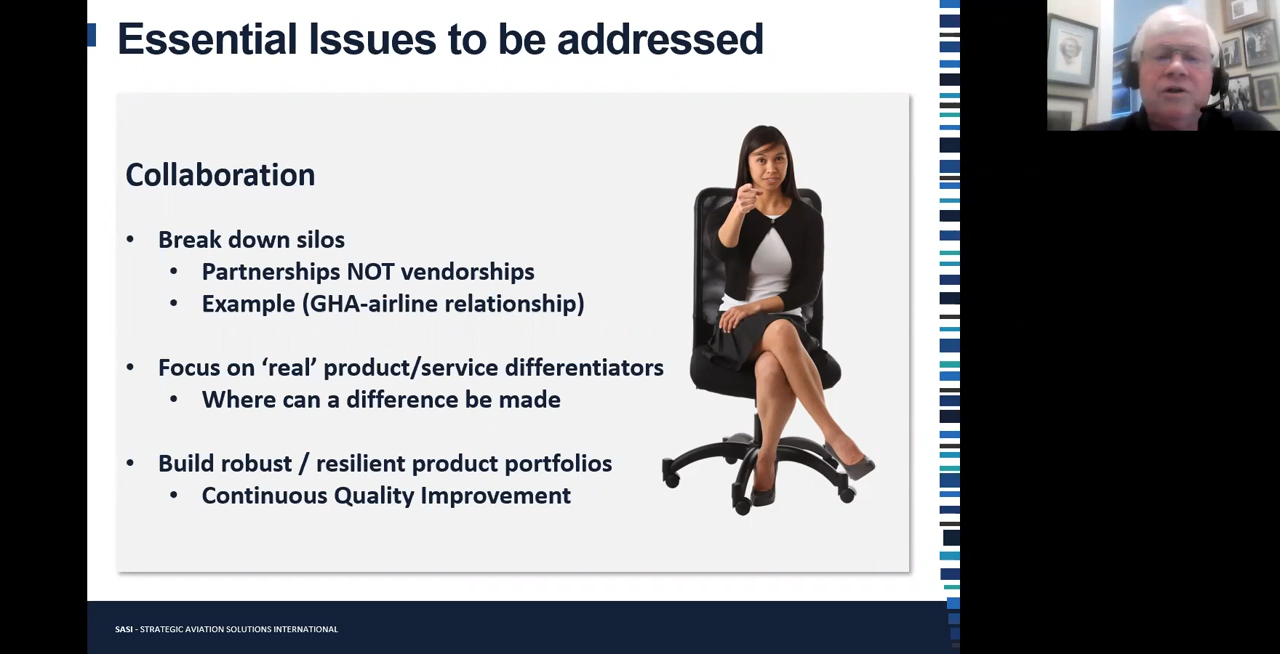 Essential Issues to be addressed
Collaboration
• Break down silos
• Partnerships NOT vendorships
• Example (GHA-airline relationship)
• Focus on ‘real’ product/service differentiators
• Where can a difference be made
• Build robust / resilient product portfolios
• Continuous Quality Improvement
SASI - STRATEGIC AVIATION SOLUTIONS INTERNATIONAL